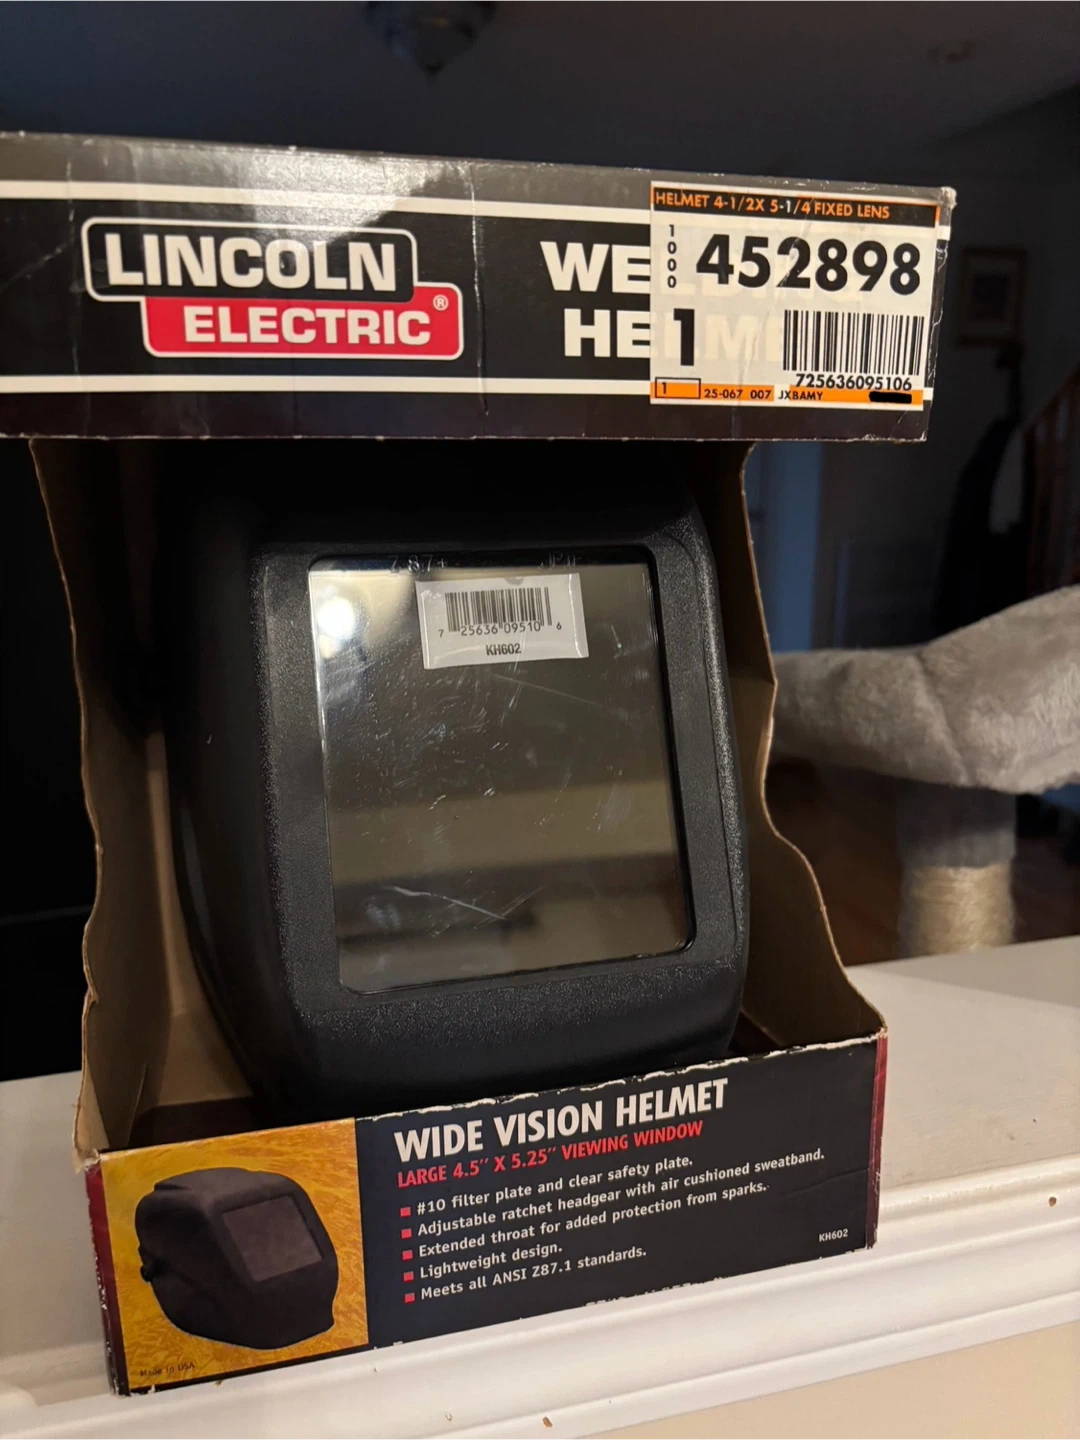 LINCOLN
ELECTRIC®
WE
HE
HELMET 4-1/2X 5-1/4 FIXED LENS
1000
452898
1
725636095106
1
25-067 007 JXBAMY
Z87+
7 25636 09510 6
KH602
WIDE VISION HELMET
LARGE 4.5" X 5.25" VIEWING WINDOW
#10 filter plate and clear safety plate.
Adjustable ratchet headgear with air cushioned sweatband.
Extended throat for added protection from sparks.
Lightweight design.
Meets all ANSI Z87.1 standards.
KH602
Made In USA